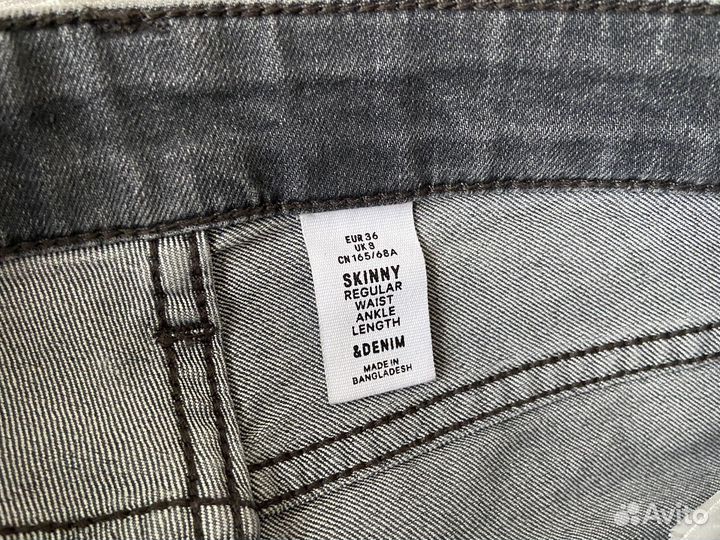 EUR 36
UK 8
CN 165/68A
SKINNY
REGULAR
WAIST
ANKLE
LENGTH
&DENIM
MADE IN
BANGLADESH
Avito